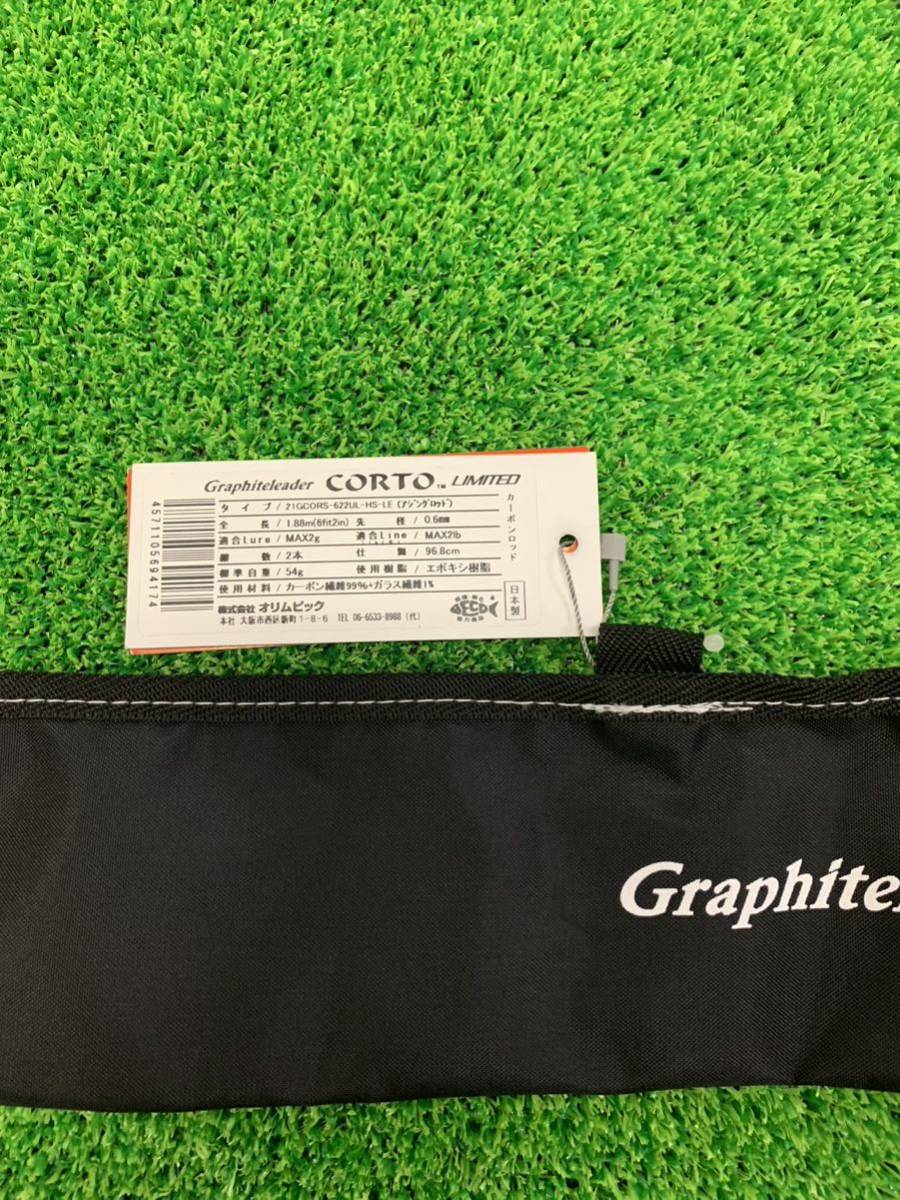 Graphiteleader CORTO™ LIMITED
タイプ/21GCORS-622UL-HS-LE (アジングロッド)
全長/1.88m(6fit2in) 先径/0.6mm
適合Lure/MAX2g 適合Line/MAX2lb
継数/2本 仕舞/96.8cm
標準自重/54g 使用樹脂/エポキシ樹脂
使用材料/カーボン繊維99%+ガラス繊維1%
株式会社 オリムピック
本社 大阪市西区新町1-8-6 TEL 06-6533-8988 (代)
カーボンロッド
日本製
ECO
4571105694174
Graphitel